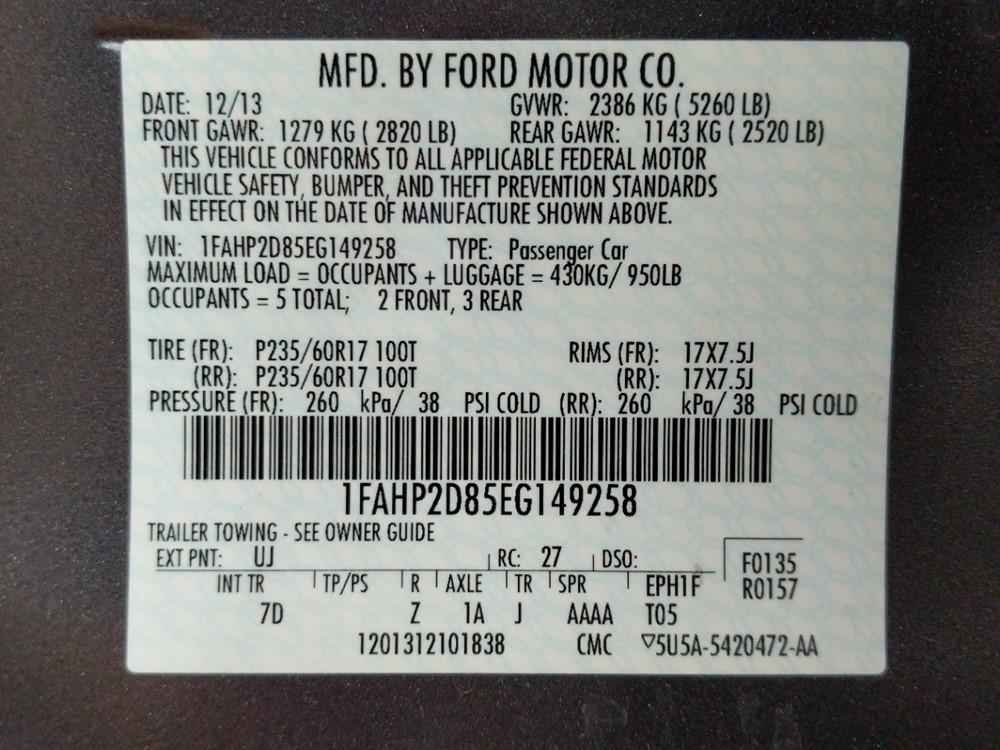 MFD. BY FORD MOTOR CO.
DATE: 12/13 GVWR: 2386 KG ( 5260 LB)
FRONT GAWR: 1279 KG ( 2820 LB) REAR GAWR: 1143 KG ( 2520 LB)
THIS VEHICLE CONFORMS TO ALL APPLICABLE FEDERAL MOTOR
VEHICLE SAFETY, BUMPER, AND THEFT PREVENTION STANDARDS
IN EFFECT ON THE DATE OF MANUFACTURE SHOWN ABOVE.
VIN: 1FAHP2D85EG149258 TYPE: Passenger Car
MAXIMUM LOAD = OCCUPANTS + LUGGAGE = 430KG/ 950LB
OCCUPANTS = 5 TOTAL; 2 FRONT, 3 REAR
TIRE (FR): P235/60R17 100T RIMS (FR): 17X7.5J
(RR): P235/60R17 100T (RR): 17X7.5J
PRESSURE (FR): 260 kPa/ 38 PSI COLD (RR): 260 kPa/ 38 PSI COLD
1FAHP2D85EG149258
TRAILER TOWING - SEE OWNER GUIDE
EXT PNT: UJ RC: 27 DSO: F0135
INT TR TP/PS R AXLE TR SPR EPH1F R0157
7D Z 1A J AAAA T05
1201312101838 CMC ▽5U5A-5420472-AA